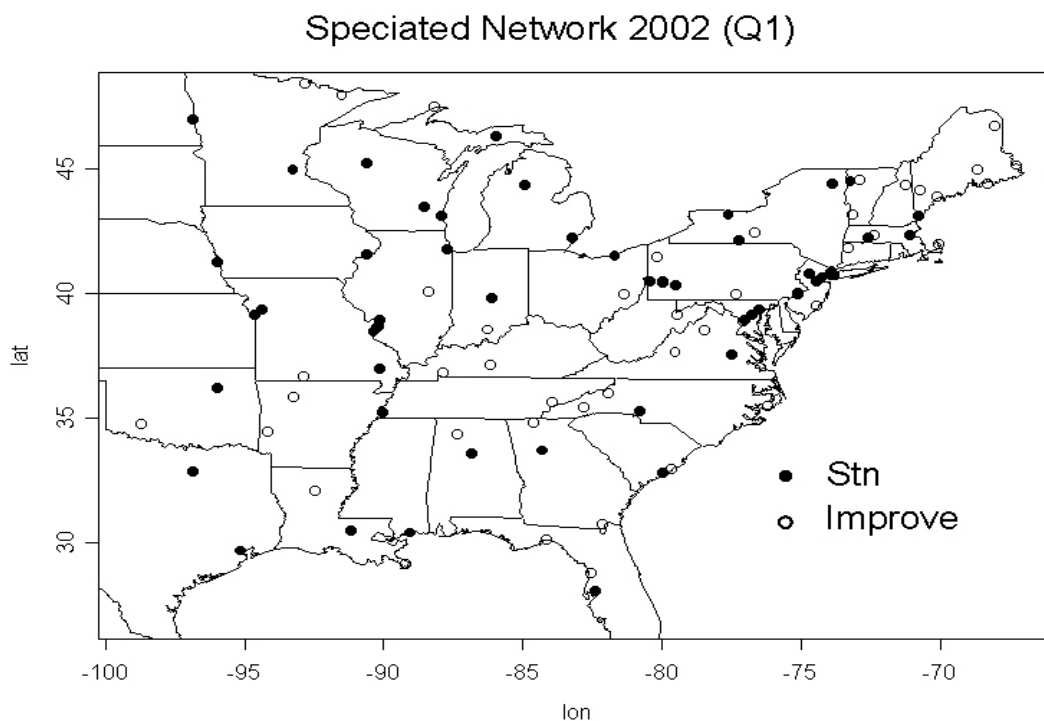 Speciated Network 2002 (Q1)
45
40
35
30
lat
Stn
Improve
-100 -95 -90 -85 -80 -75 -70
lon